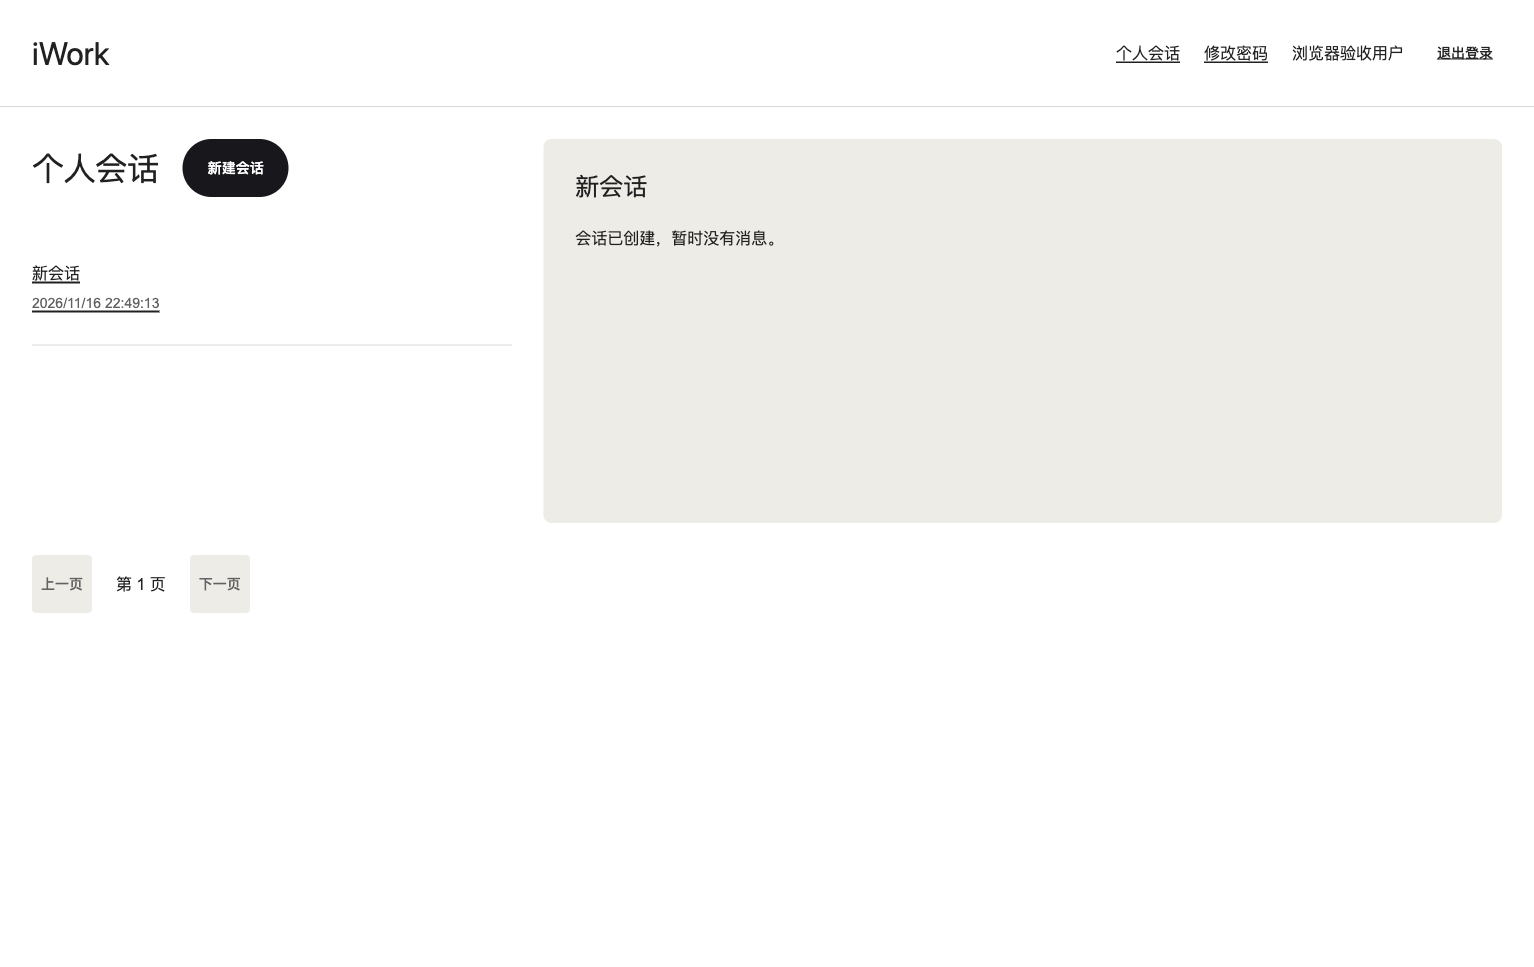 iWork
个人会话 修改密码 浏览器验收用户 退出登录
个人会话 新建会话
新会话
2026/11/16 22:49:13
新会话
会话已创建，暂时没有消息。
上一页 第 1 页 下一页